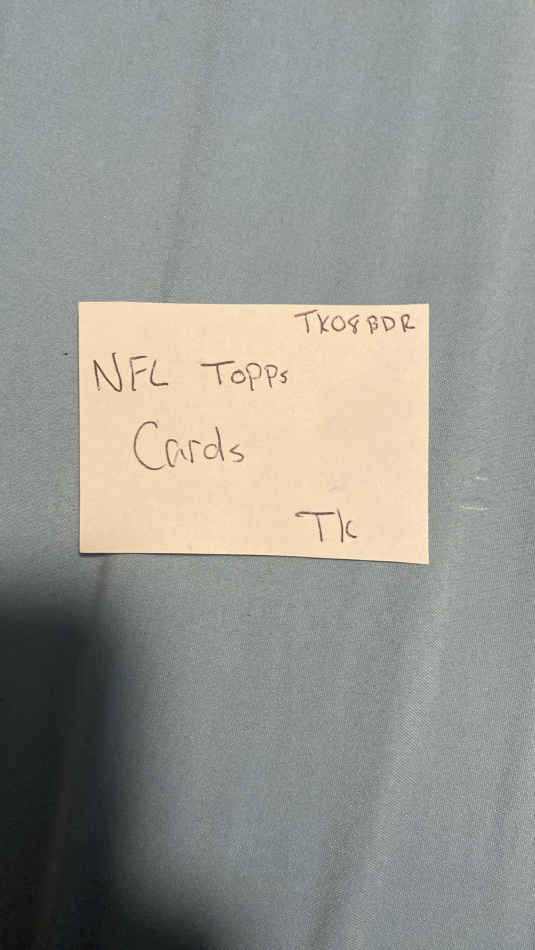 TK08BDR
NFL Topps
Cards
Tk